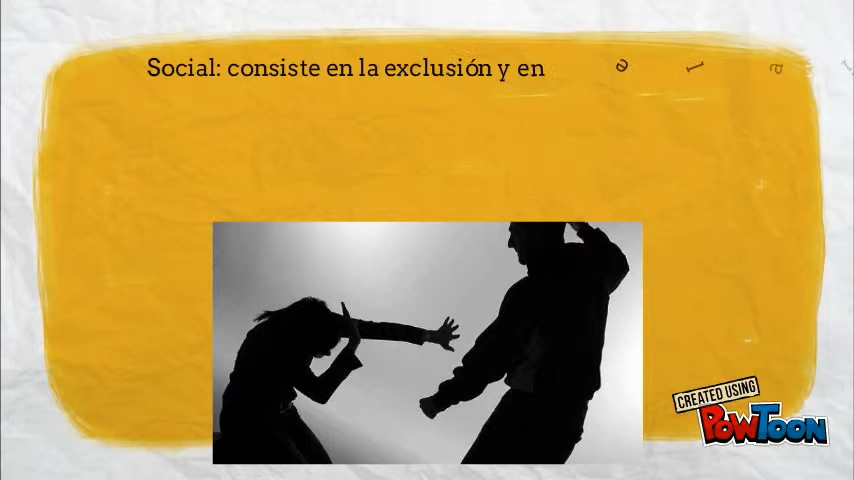 Social: consiste en la exclusión y en e l a
CREATED USING
POWTOON